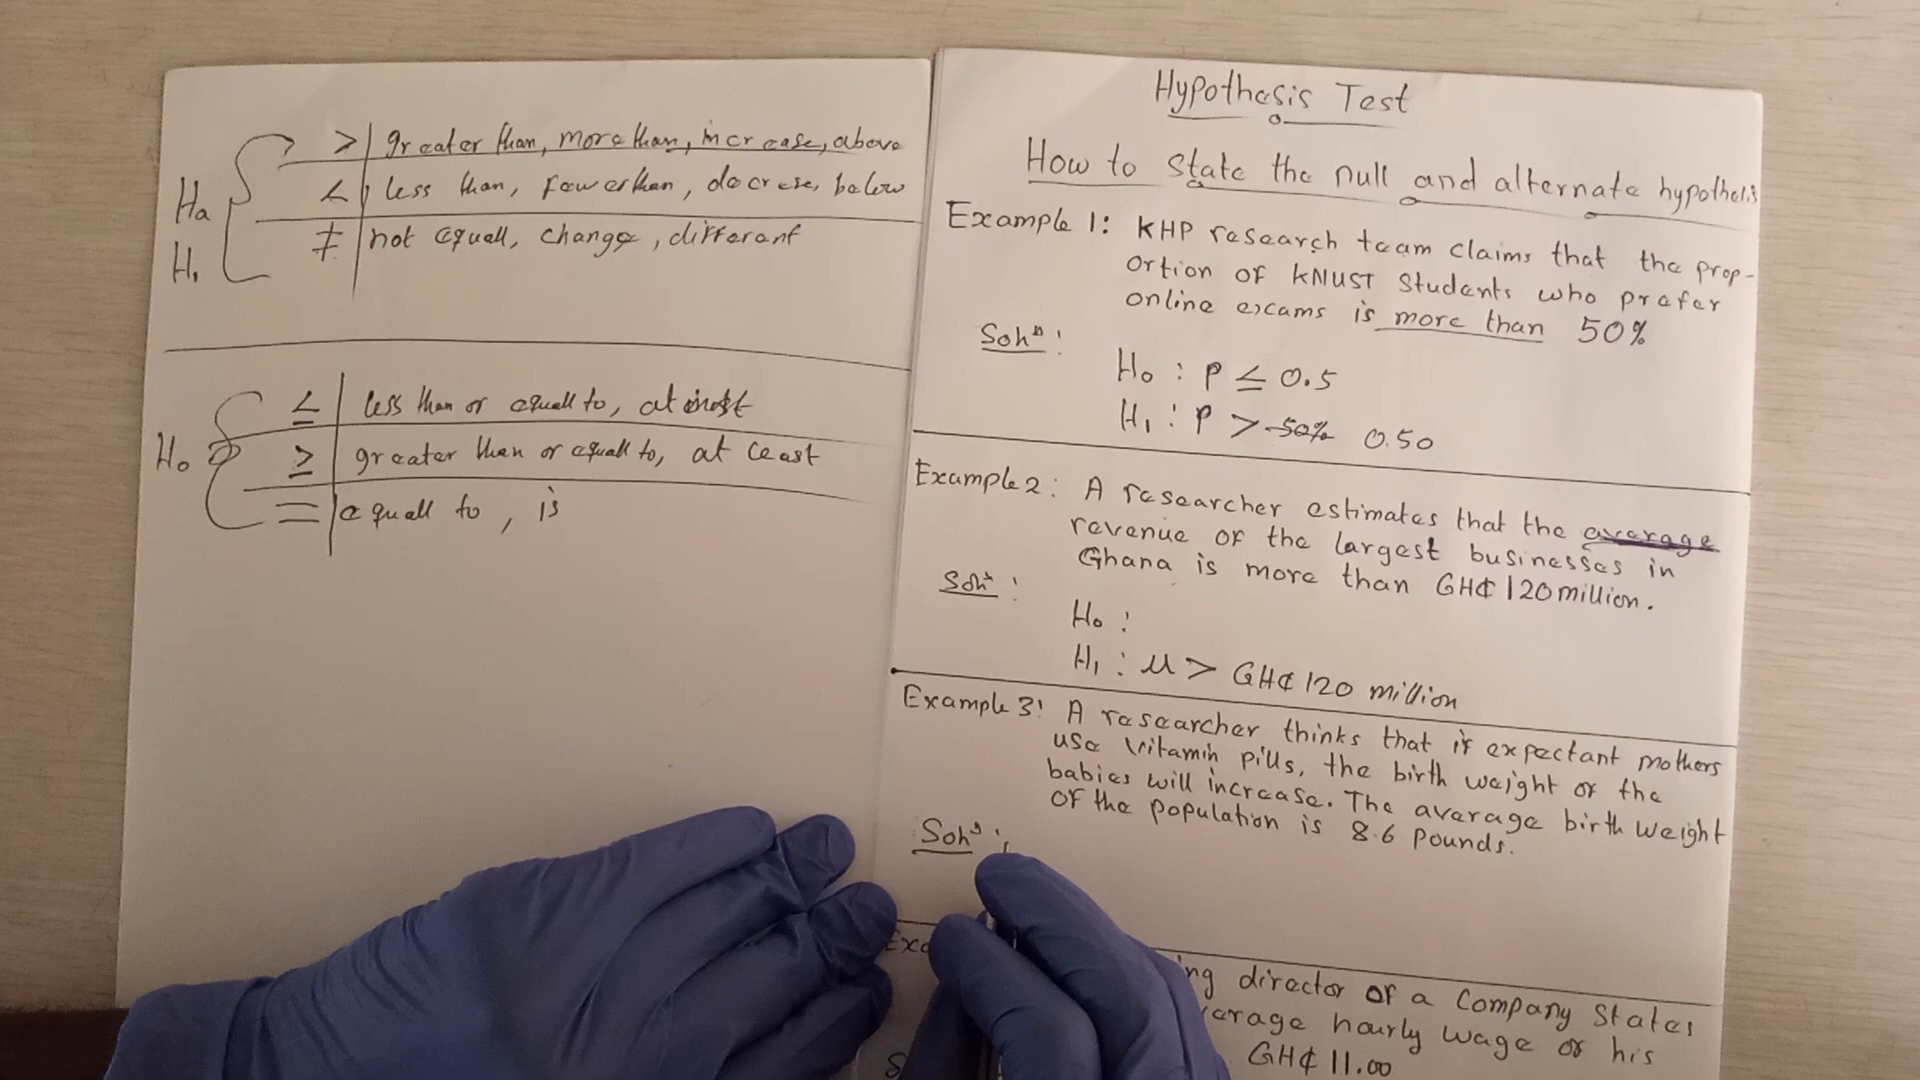 Ha
H₁
> greater than, more than, increase, above
< less than, fewer than, decrese, below
≠ not equall, change, different
H₀
≤ less than or equall to, at most
≥ greater than or equall to, at least
= equall to, is
Hypothesis Test
How to state the null and alternate hypothesis
Example 1: KHP research team claims that the prop-
ortion of KNUST Students who prefer
online exams is more than 50%
Solⁿ:
H₀ : P ≤ 0.5
H₁ : P > 50% 0.50
Example 2: A researcher estimates that the average
revenue of the largest businesses in
Ghana is more than GH₵ 120 million.
Solⁿ:
H₀ :
H₁ : μ > GH₵ 120 million
Example 3: A researcher thinks that if expectant mothers
use vitamin pills, the birth weight of the
babies will increase. The average birth weight
of the population is 8.6 pounds.
Solⁿ:
director of a Company States
hourly wage of his
GH₵ 11.00